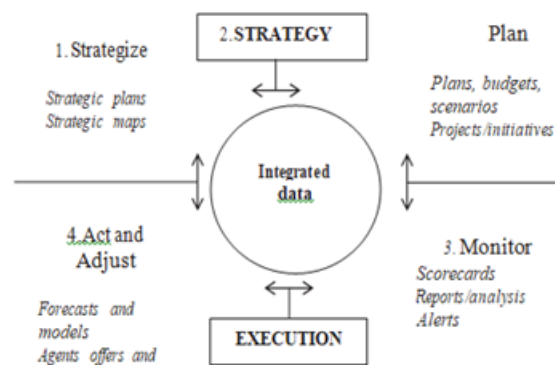 2.STRATEGY
1. Strategize
Strategic plans
Strategic maps
Plan
Plans, budgets,
scenarios
Projects/initiatives
Integrated
data
4.Act and
Adjust
Forecasts and
models
Agents offers and
3. Monitor
Scorecards
Reports/analysis
Alerts
EXECUTION